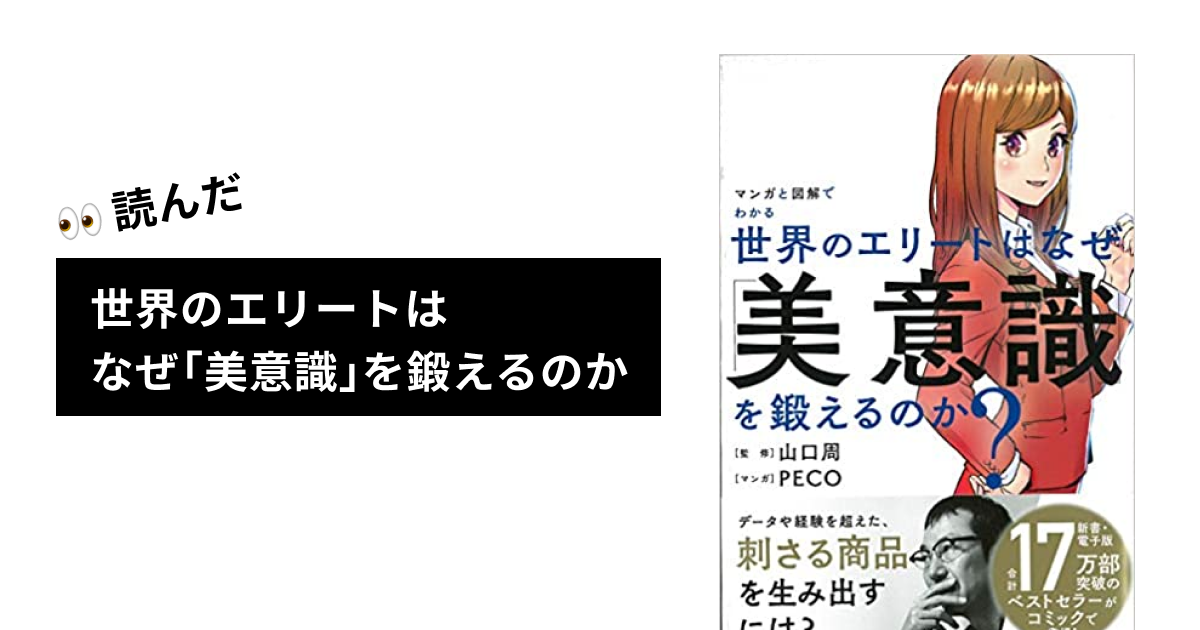 👀 読んだ
世界のエリートは
なぜ「美意識」を鍛えるのか
マンガと図解で
わかる
世界のエリートはなぜ
「美意識」
を鍛えるのか?
[監修]山口周
[マンガ]PECO
データや経験を超えた、
刺さる商品
を生み出す
には?
新書・
電子版
合計
17万部
突破の
ベストセラーが
コミックで